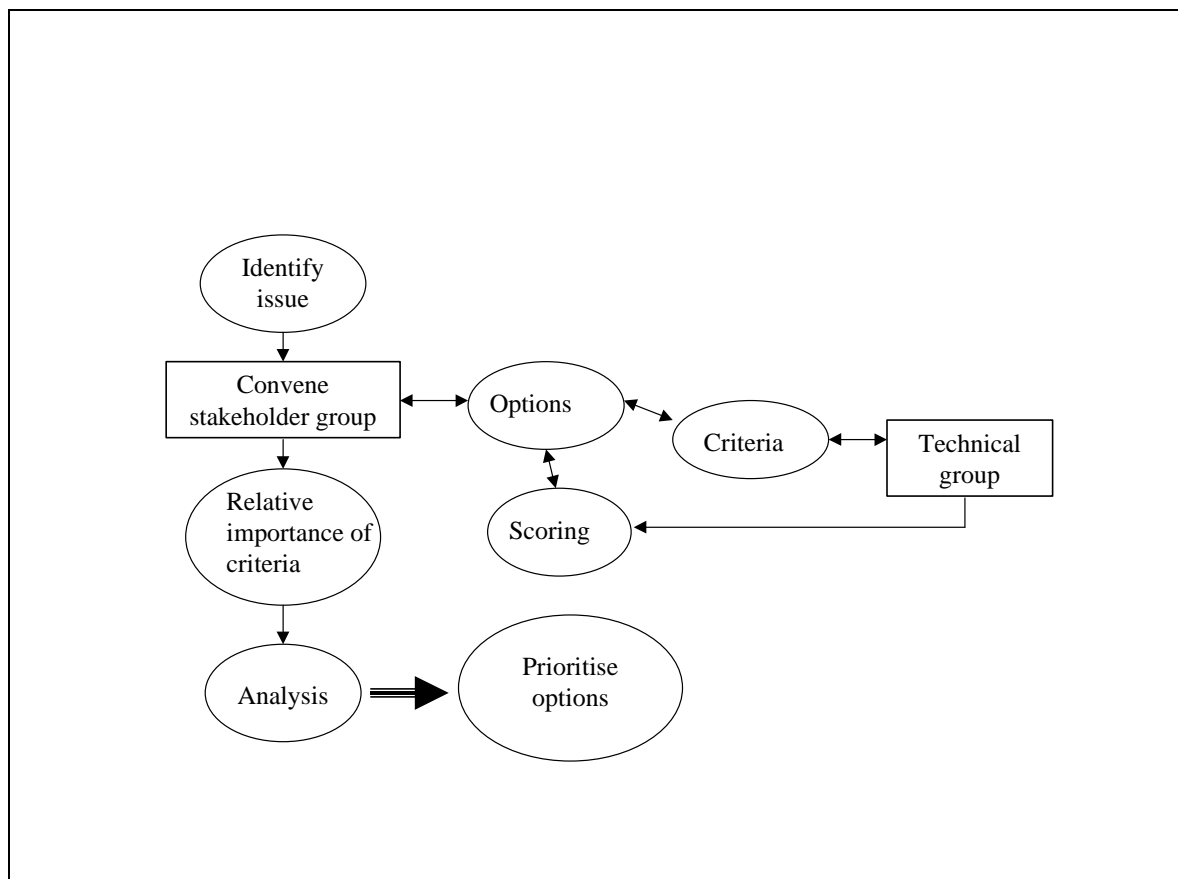 Identify
issue
Convene
stakeholder group
Options
Criteria
Technical
group
Relative
importance of
criteria
Scoring
Analysis
Prioritise
options